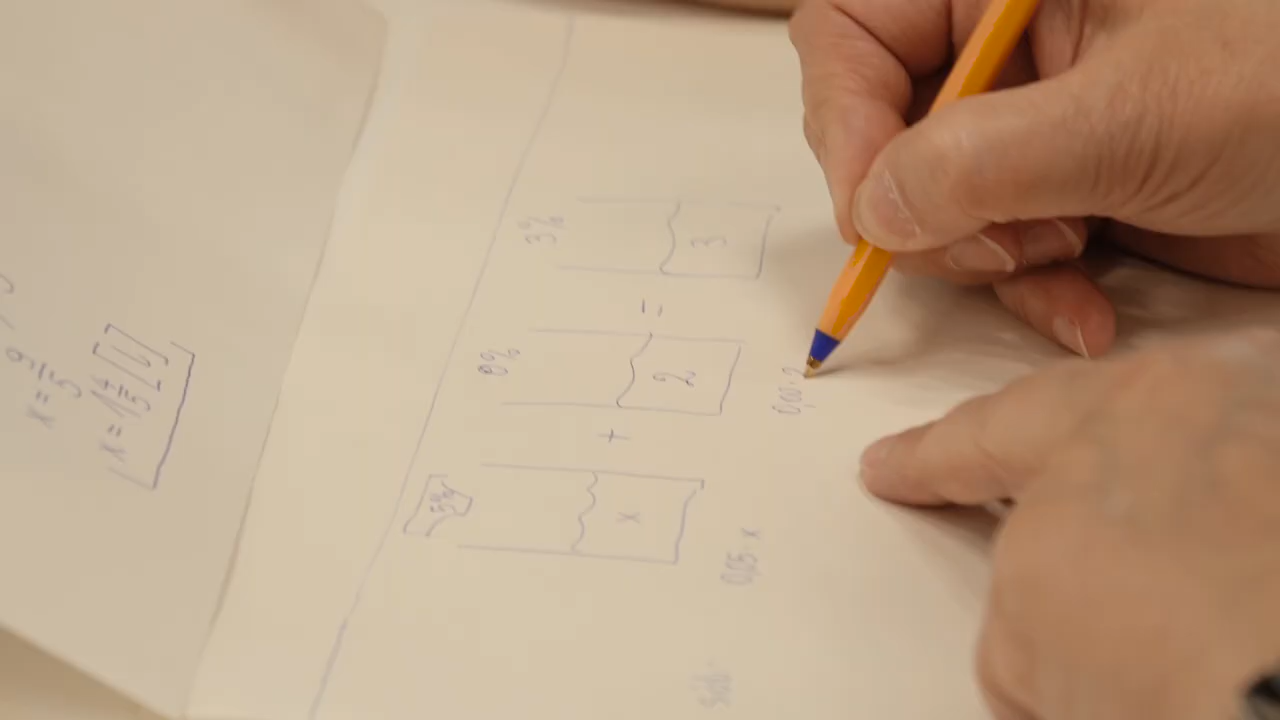 x = 9/5
x = 1 4/5 [l]
5% 0% 3%
x + 2 = 3
0,05 · x 0,00 · 2